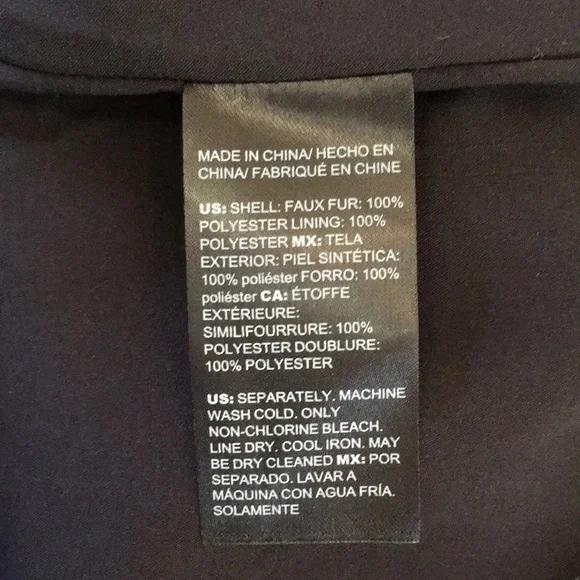 MADE IN CHINA/ HECHO EN
CHINA/ FABRIQUÉ EN CHINE
US: SHELL: FAUX FUR: 100%
POLYESTER LINING: 100%
POLYESTER MX: TELA
EXTERIOR: PIEL SINTÉTICA:
100% poliéster FORRO: 100%
poliéster CA: ÉTOFFE
EXTÉRIEURE:
SIMILIFOURRURE: 100%
POLYESTER DOUBLURE:
100% POLYESTER
US: SEPARATELY. MACHINE
WASH COLD. ONLY
NON-CHLORINE BLEACH.
LINE DRY. COOL IRON. MAY
BE DRY CLEANED MX: POR
SEPARADO. LAVAR A
MÁQUINA CON AGUA FRÍA.
SOLAMENTE